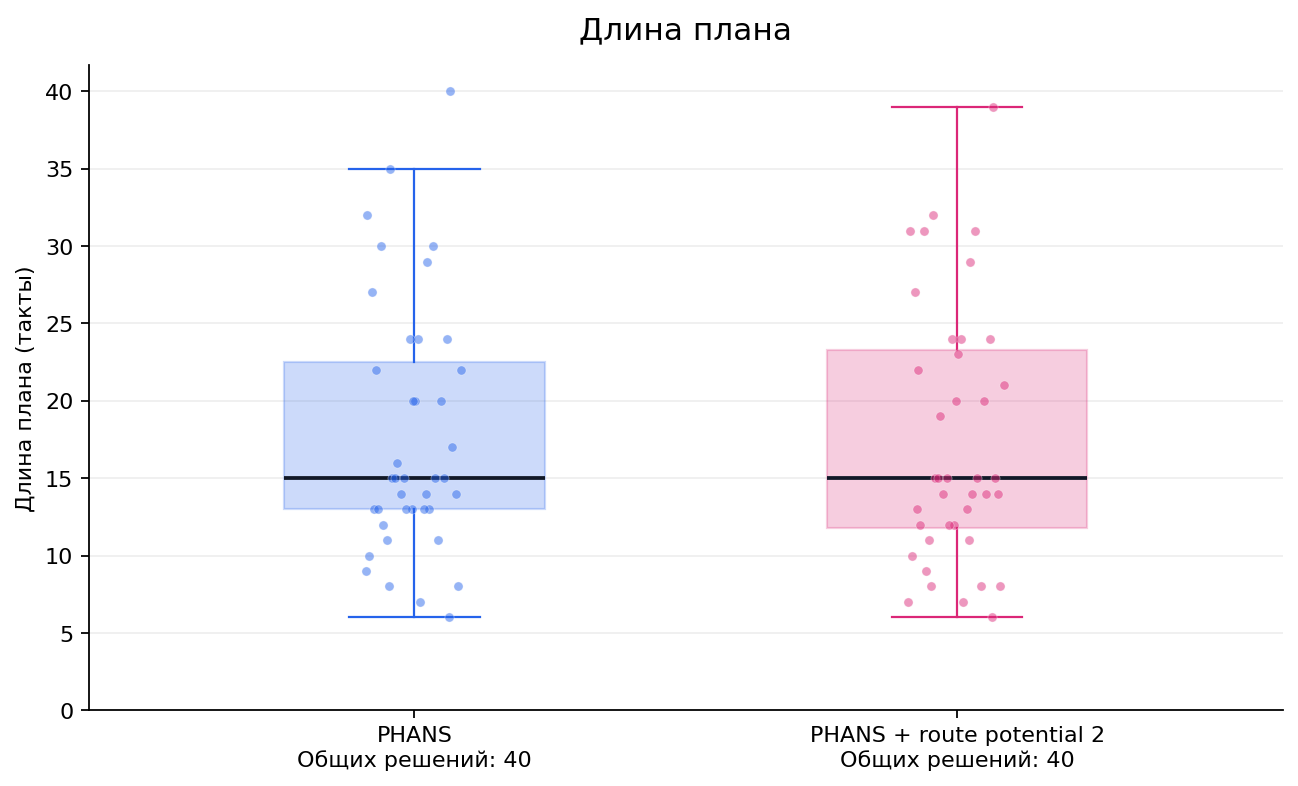 Длина плана
Длина плана (такты)
40
35
30
25
20
15
10
5
0
PHANS
Общих решений: 40
PHANS + route potential 2
Общих решений: 40